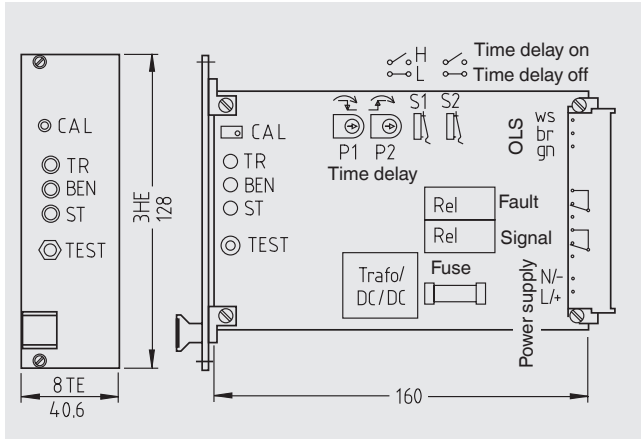 CAL
TR
BEN
ST
TEST
3HE
128
8TE
40,6
H
L
Time delay on
Time delay off
S1 S2
CAL
P1 P2
Time delay
TR
BEN
ST
TEST
OLS
ws
br
gn
Rel
Fault
Rel
Signal
Trafo/
DC/DC
Fuse
Power supply
N/-
L/+
160